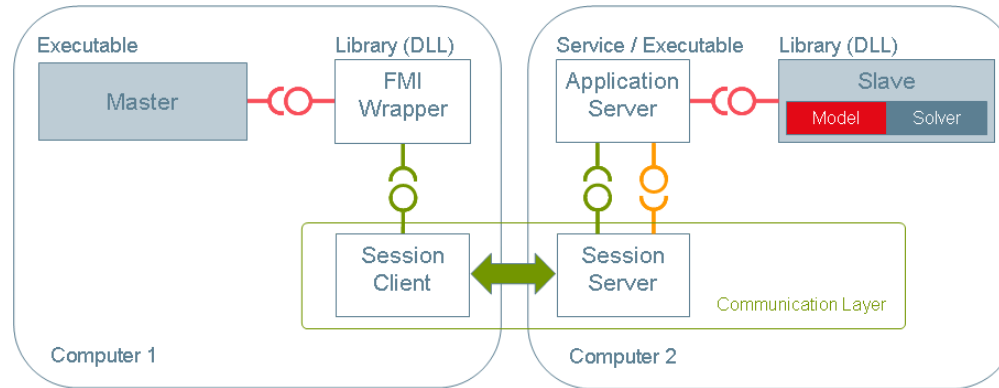 Executable
Library (DLL)
Service / Executable
Library (DLL)
Master
FMI
Wrapper
Application
Server
Slave
Model
Solver
Session
Client
Session
Server
Communication Layer
Computer 1
Computer 2